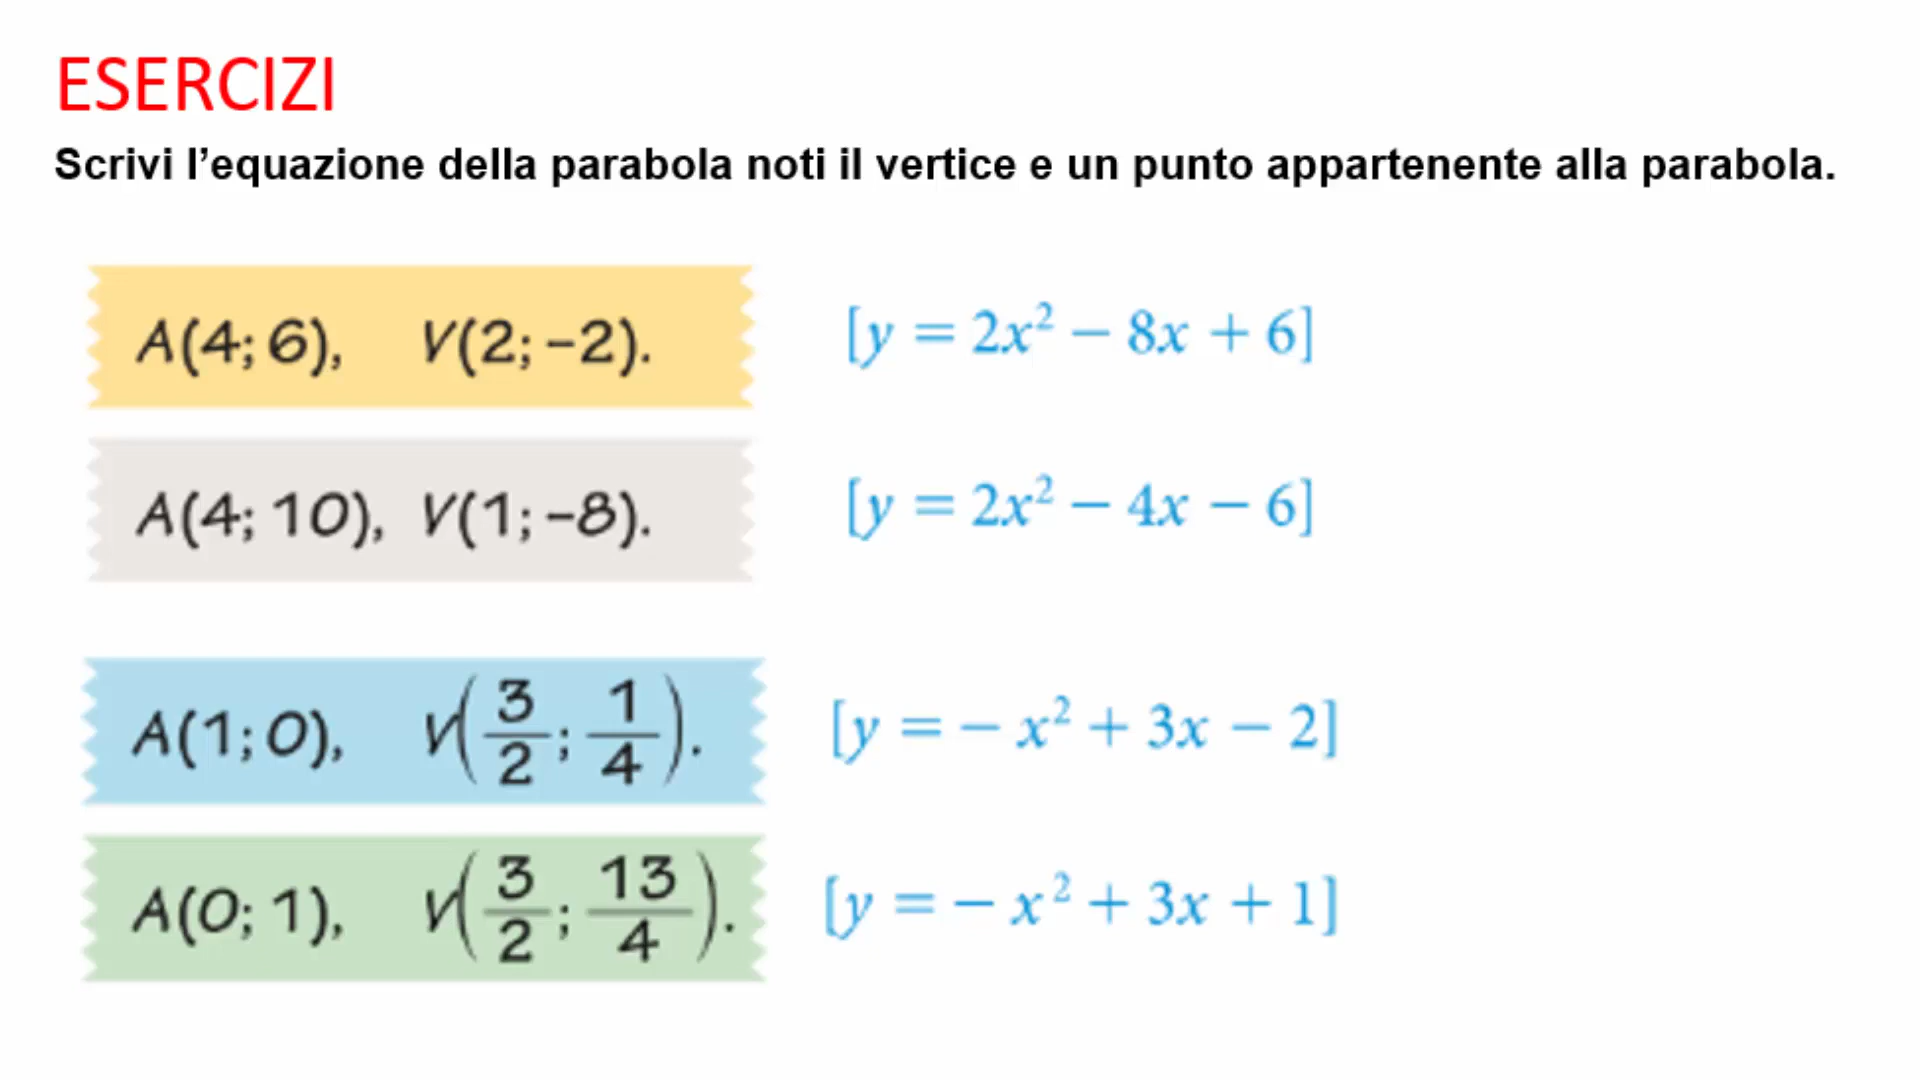 ESERCIZI
Scrivi l’equazione della parabola noti il vertice e un punto appartenente alla parabola.
A(4; 6), V(2; −2). [y = 2x² − 8x + 6]
A(4; 10), V(1; −8). [y = 2x² − 4x − 6]
A(1; 0), V(3/2; 1/4). [y = − x² + 3x − 2]
A(0; 1), V(3/2; 13/4). [y = − x² + 3x + 1]